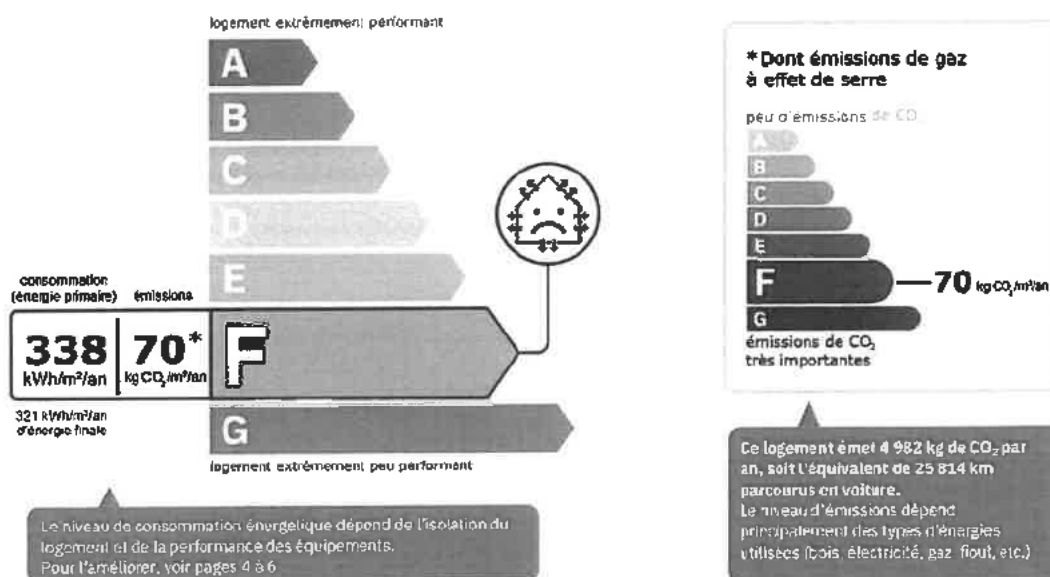 logement extrêmement performant
A
B
C
D
E
consommation
(énergie primaire)
émissions
338
kWh/m²/an
70*
kg CO₂/m²/an
F
321 kWh/m²/an
d'énergie finale
G
logement extrêmement peu performant
Le niveau de consommation énergétique dépend de l'isolation du
logement et de la performance des équipements.
Pour l'améliorer, voir pages 4 à 6
*Dont émissions de gaz
à effet de serre
peu d'émissions de CO
A
B
C
D
E
F
70 kg CO₂/m²/an
G
émissions de CO₂
très importantes
Ce logement émet 4 982 kg de CO₂ par
an, soit l'équivalent de 25 814 km
parcourus en voiture.
Le niveau d'émissions dépend
principalement des types d'énergies
utilisées (bois, électricité, gaz, fioul, etc.)